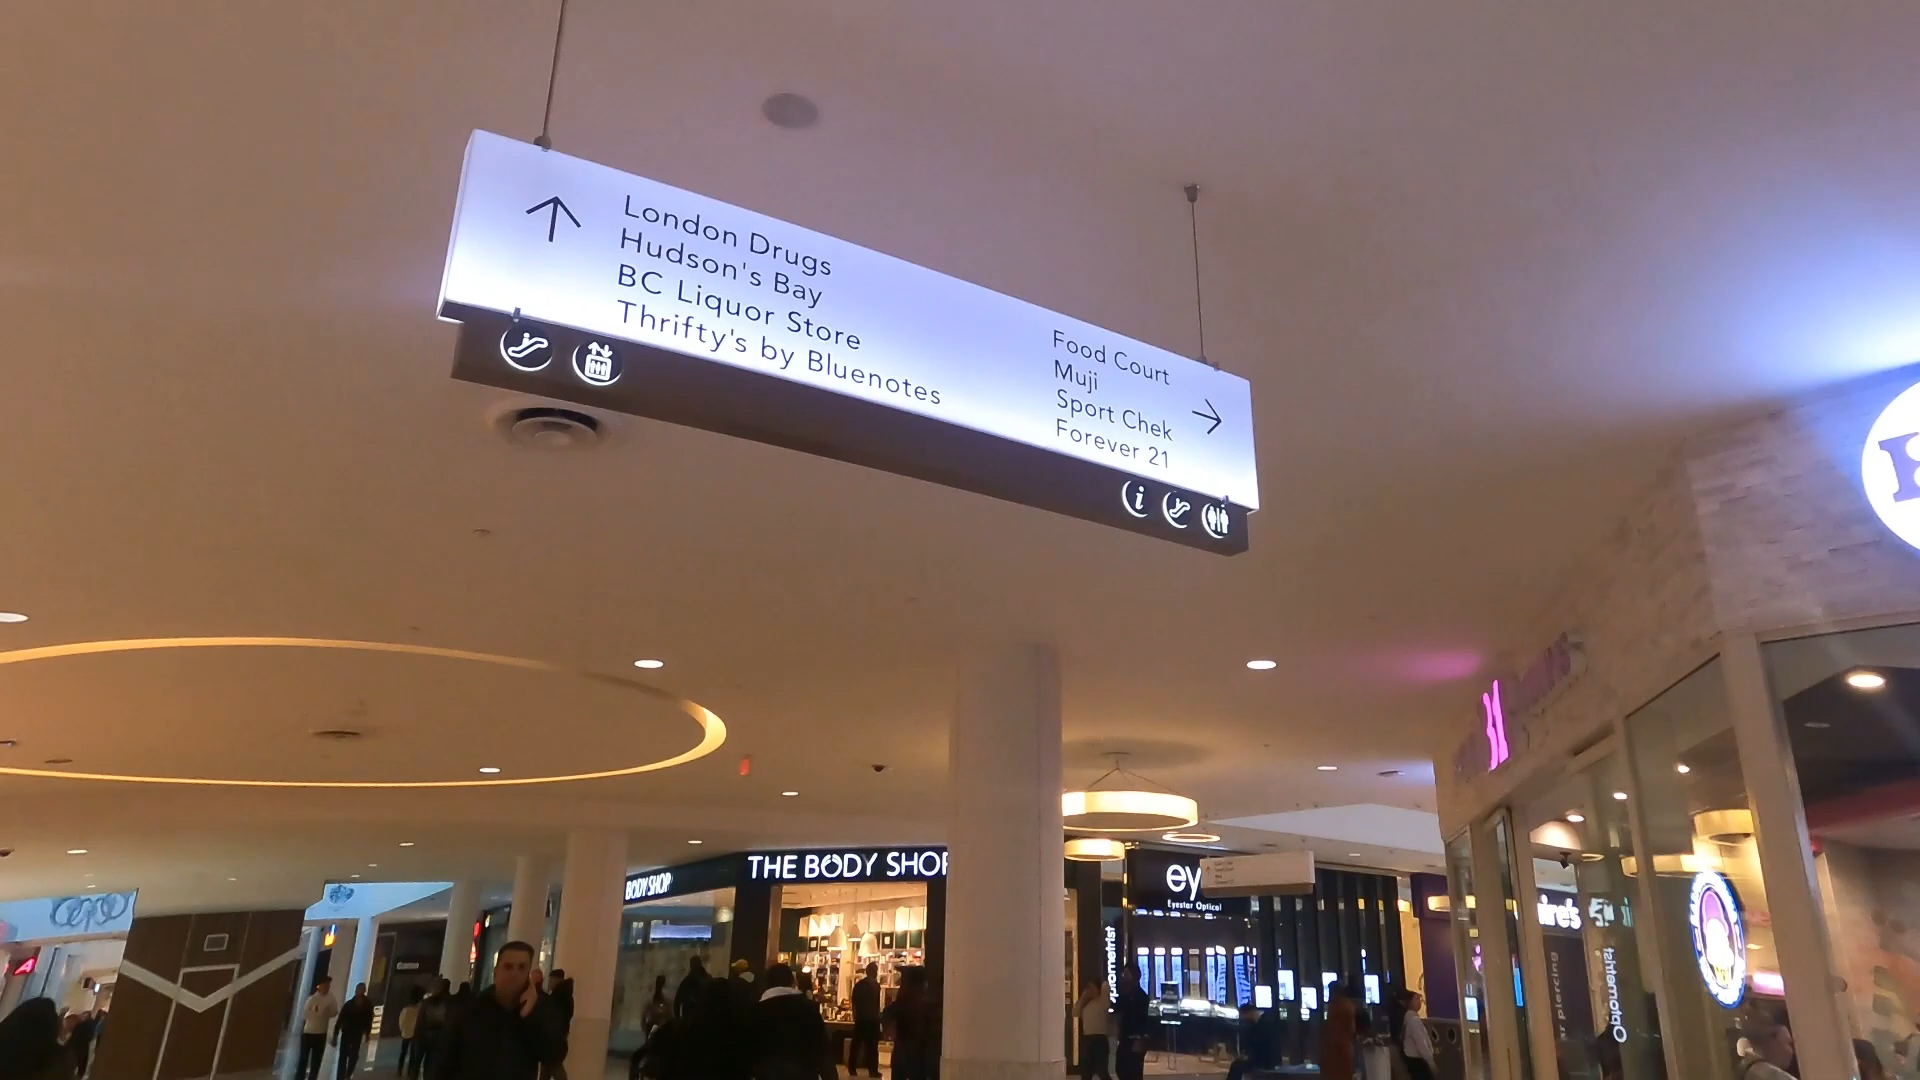 London Drugs
Hudson's Bay
BC Liquor Store
Thrifty's by Bluenotes
Food Court
Muji
Sport Chek
Forever 21
i
THE BODY SHOP
BODY SHOP
ey
Eyestar Optical